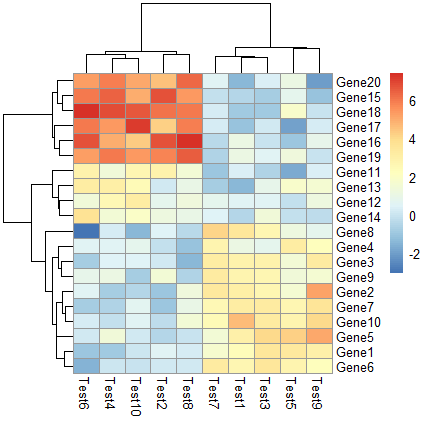 Gene20
Gene15
Gene18
Gene17
Gene16
Gene19
Gene11
Gene13
Gene12
Gene14
Gene8
Gene4
Gene3
Gene9
Gene2
Gene7
Gene10
Gene5
Gene1
Gene6
Test6
Test4
Test10
Test2
Test8
Test7
Test1
Test3
Test5
Test9
6
4
2
0
-2